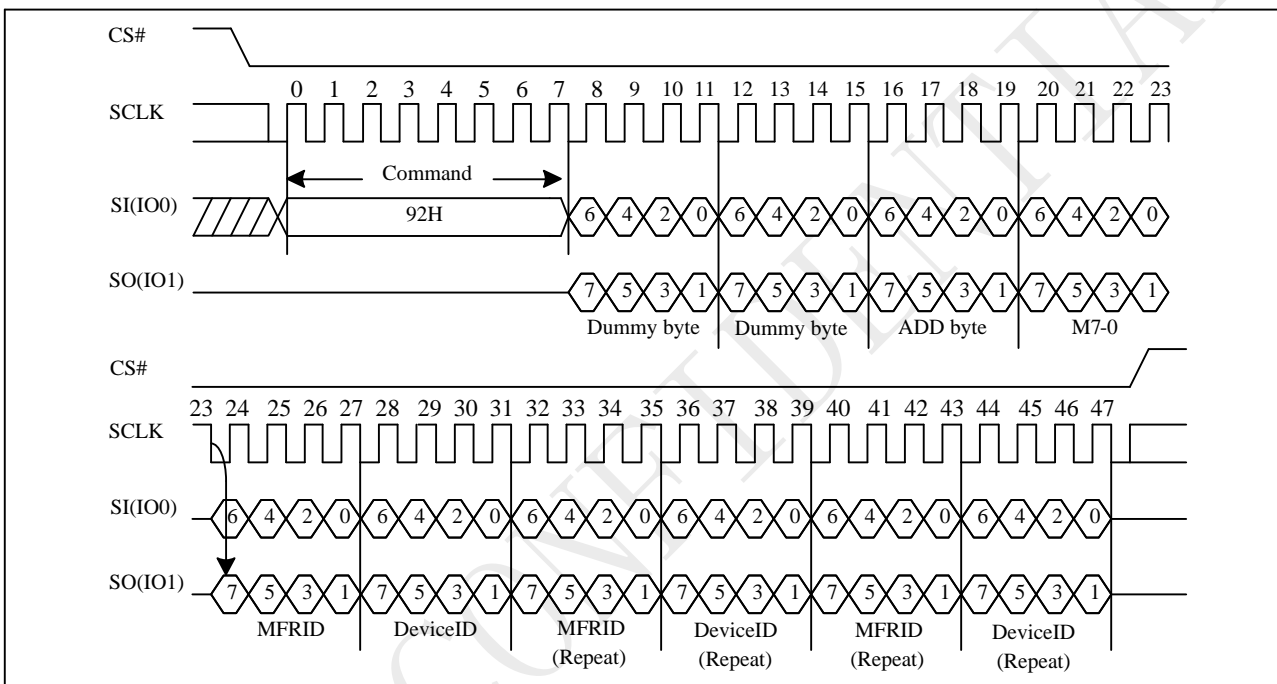 CS#
0 1 2 3 4 5 6 7 8 9 10 11 12 13 14 15 16 17 18 19 20 21 22 23
SCLK
Command
SI(IO0)
92H
6 4 2 0 6 4 2 0 6 4 2 0 6 4 2 0
SO(IO1)
7 5 3 1 7 5 3 1 7 5 3 1 7 5 3 1
Dummy byte Dummy byte ADD byte M7-0
CS#
23 24 25 26 27 28 29 30 31 32 33 34 35 36 37 38 39 40 41 42 43 44 45 46 47
SCLK
SI(IO0)
6 4 2 0 6 4 2 0 6 4 2 0 6 4 2 0 6 4 2 0 6 4 2 0
SO(IO1)
7 5 3 1 7 5 3 1 7 5 3 1 7 5 3 1 7 5 3 1 7 5 3 1
MFRID DeviceID MFRID DeviceID MFRID DeviceID
(Repeat) (Repeat) (Repeat) (Repeat)
CONFIDENTIA